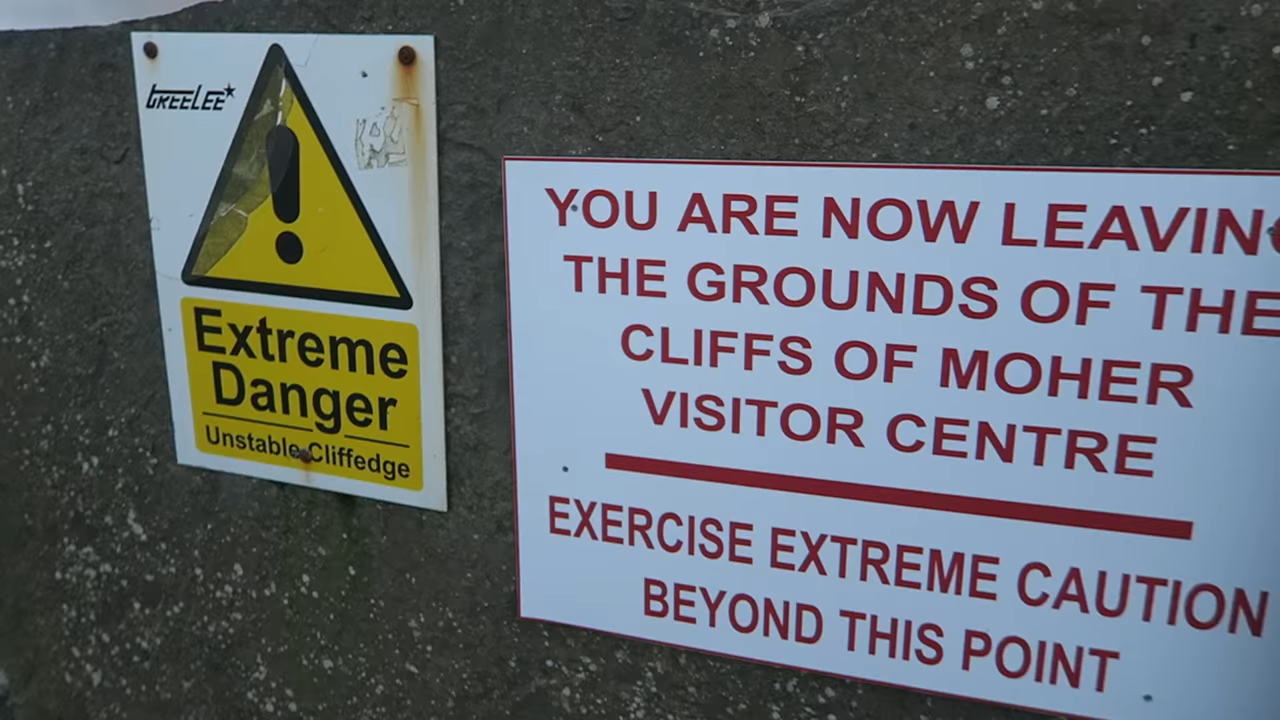 GREELEE
Extreme
Danger
Unstable Cliffedge
YOU ARE NOW LEAVING
THE GROUNDS OF THE
CLIFFS OF MOHER
VISITOR CENTRE
EXERCISE EXTREME CAUTION
BEYOND THIS POINT